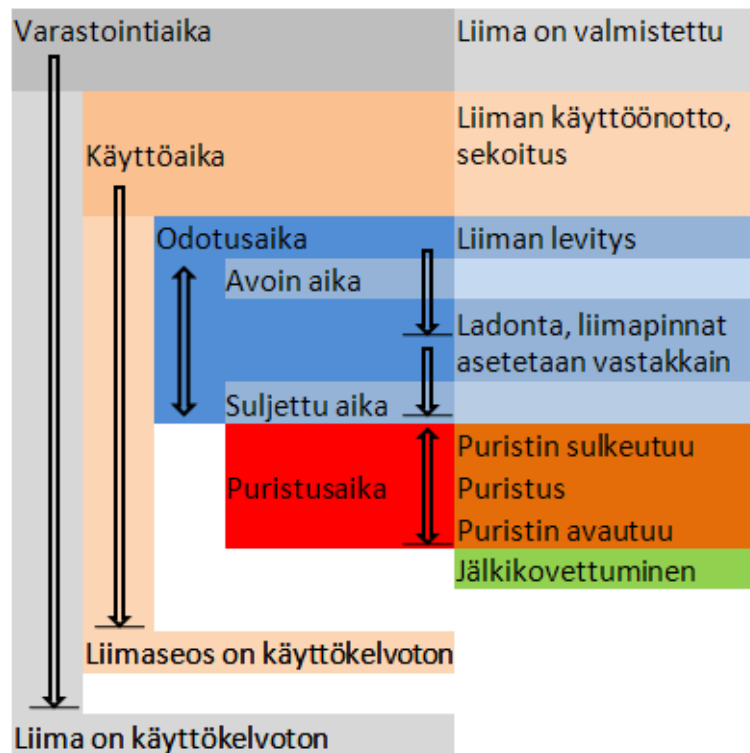 Varastointiaika
Liima on valmistettu
Käyttöaika
Liiman käyttöönotto,
sekoitus
Odotusaika
Liiman levitys
Avoin aika
Ladonta, liimapinnat
asetetaan vastakkain
Suljettu aika
Puristusaika
Puristin sulkeutuu
Puristus
Puristin avautuu
Jälkikovettuminen
Liimaseos on käyttökelvoton
Liima on käyttökelvoton